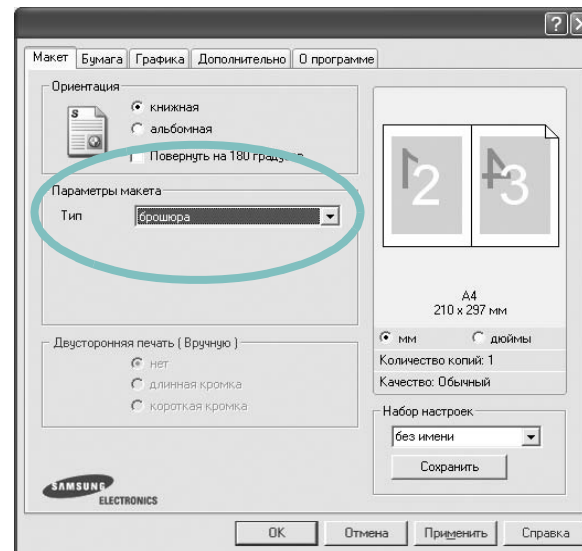 Макет Бумага Графика Дополнительно О программе
Ориентация
книжная
альбомная
Повернуть на 180 градусов
Параметры макета
Тип брошюра
Двусторонняя печать ( Вручную )
нет
длинная кромка
короткая кромка
SAMSUNG
ELECTRONICS
1 2 4 3
A4
210 x 297 мм
мм дюймы
Количество копий: 1
Качество: Обычный
Набор настроек
без имени
Сохранить
OK Отмена Применить Справка